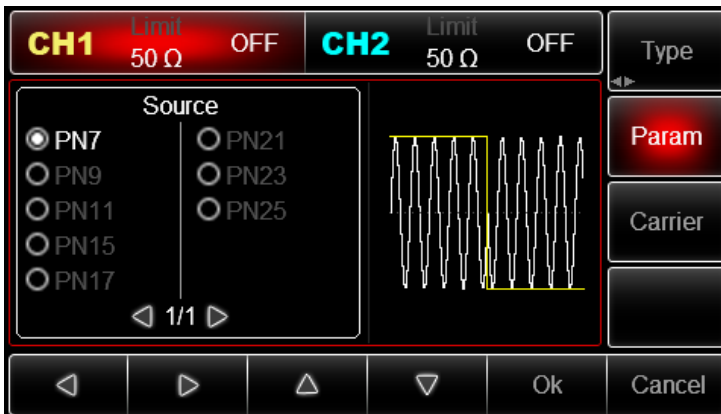 CH1 Limit 50 Ω OFF
CH2 Limit 50 Ω OFF
Type
Source
PN7 PN21
PN9 PN23
PN11 PN25
PN15
PN17
1/1
Param
Carrier
Ok Cancel